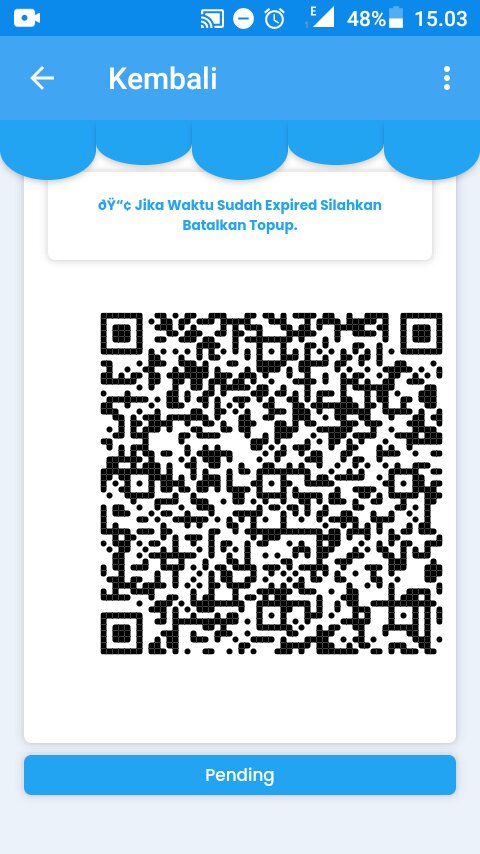 E
48%
15.03
Kembali
ðŸ“¢ Jika Waktu Sudah Expired Silahkan
Batalkan Topup.
Pending